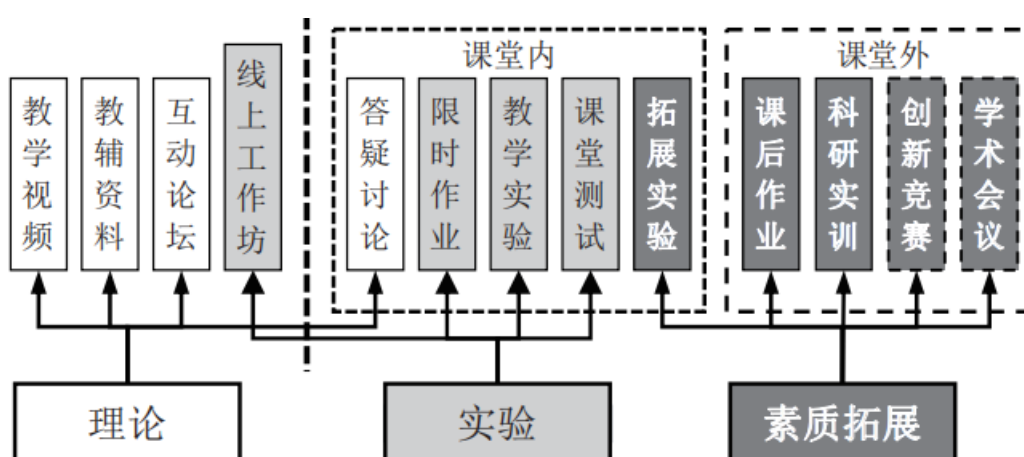 课堂内
课堂外
教学视频
教辅资料
互动论坛
线上工作坊
答疑讨论
限时作业
教学实验
课堂测试
拓展实验
课后作业
科研实训
创新竞赛
学术会议
理论
实验
素质拓展